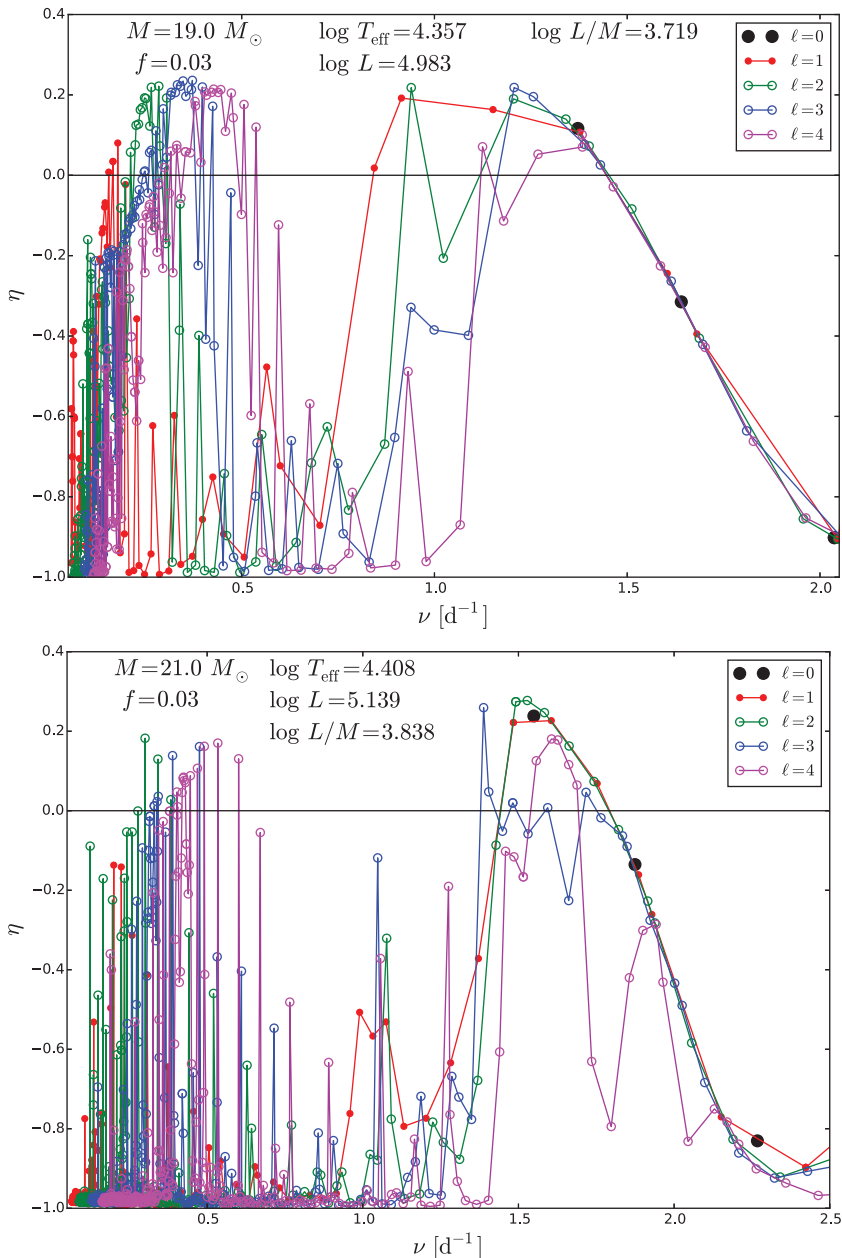 M=19.0 M⊙ log Teff=4.357 log L/M=3.719
f=0.03 log L=4.983
ℓ=0
ℓ=1
ℓ=2
ℓ=3
ℓ=4
0.4
0.2
0.0
−0.2
−0.4
−0.6
−0.8
−1.0
η
0.5 1.0 1.5 2.0
ν [d⁻¹]
M=21.0 M⊙ log Teff=4.408
f=0.03 log L=5.139
log L/M=3.838
ℓ=0
ℓ=1
ℓ=2
ℓ=3
ℓ=4
0.4
0.2
0.0
−0.2
−0.4
−0.6
−0.8
−1.0
η
0.5 1.0 1.5 2.0 2.5
ν [d⁻¹]